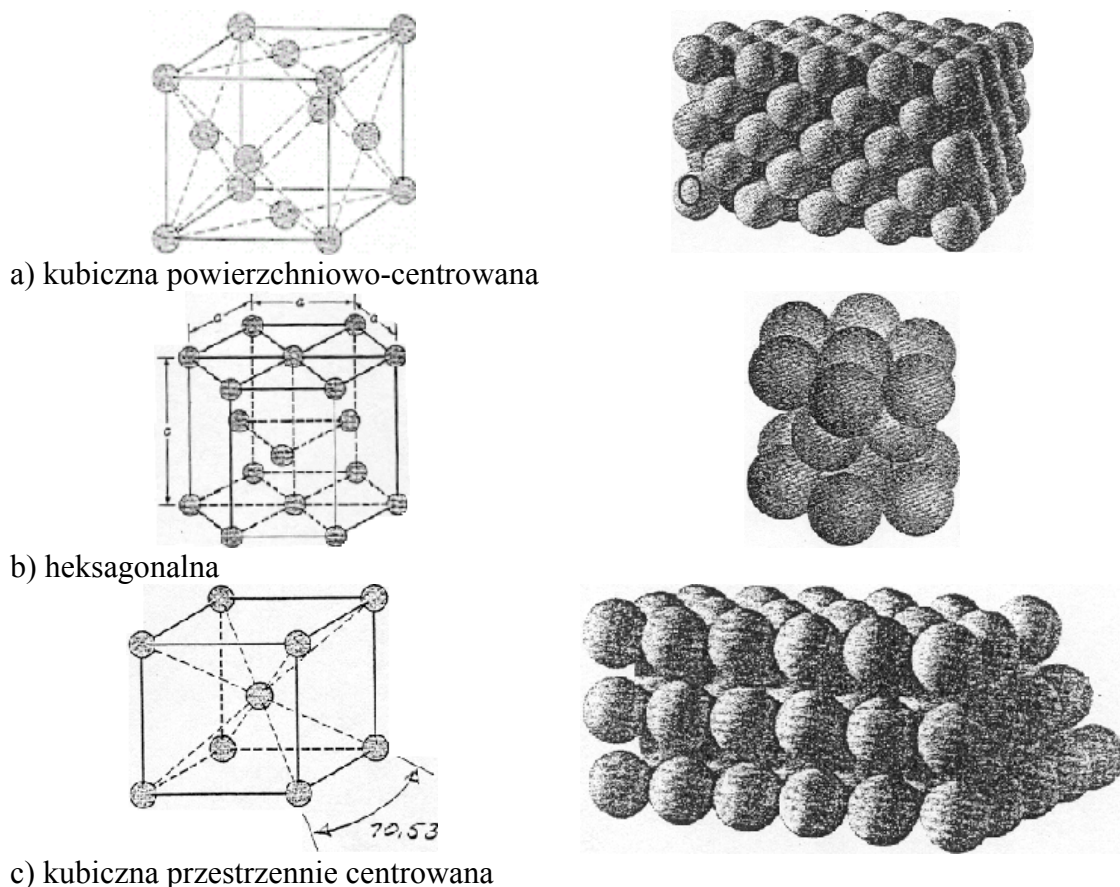 a) kubiczna powierzchniowo-centrowana
a a a
c
b) heksagonalna
70,53
c) kubiczna przestrzennie centrowana